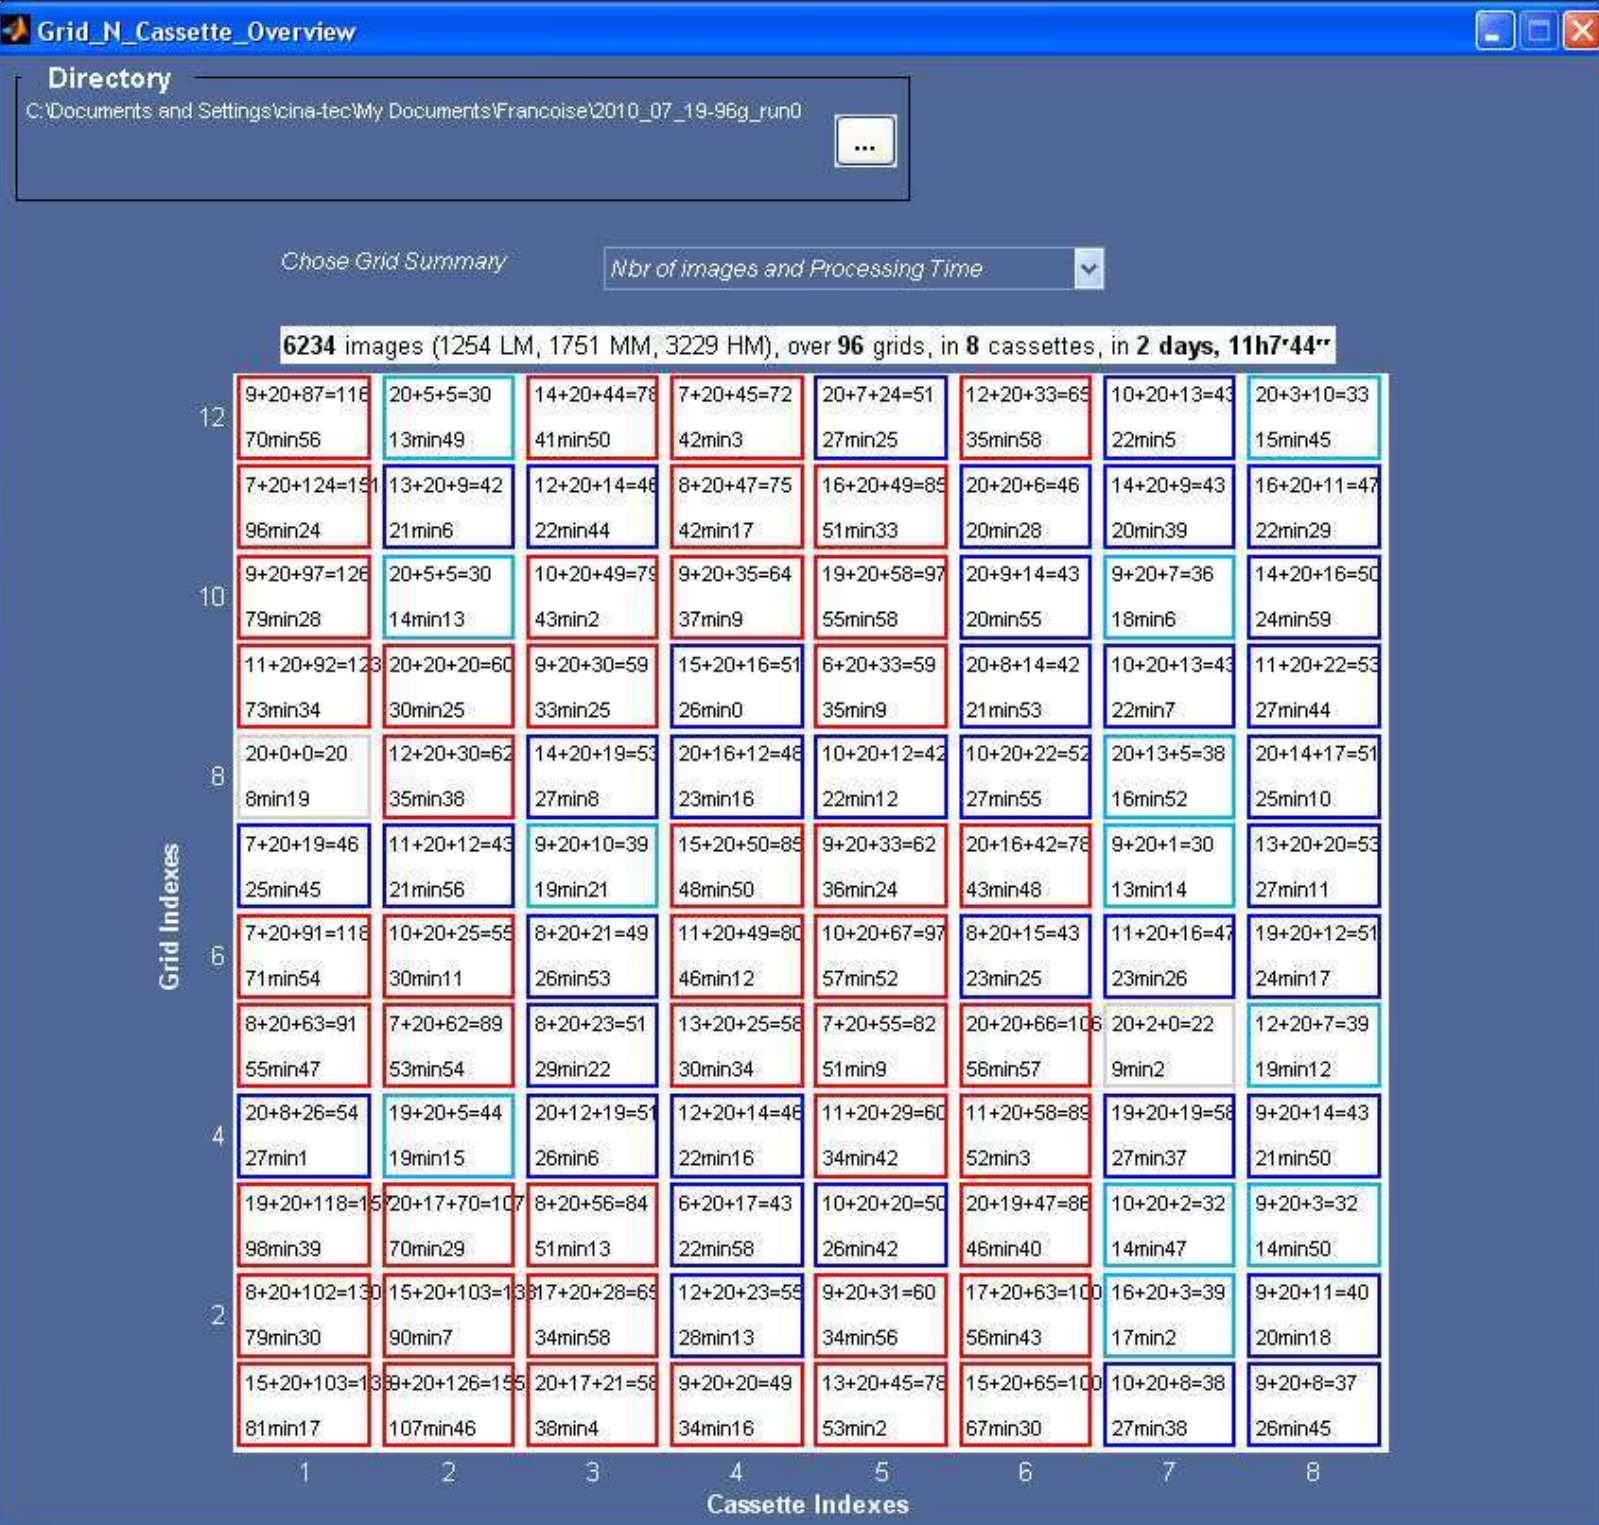 Grid_N_Cassette_Overview
Directory
C:\Documents and Settings\cina-tec\My Documents\Francoise\2010_07_19-96g_run0
...
Chose Grid Summary
Nbr of images and Processing Time
6234 images (1254 LM, 1751 MM, 3229 HM), over 96 grids, in 8 cassettes, in 2 days, 11h7'44''
12
9+20+87=116 20+5+5=30 14+20+44=78 7+20+45=72 20+7+24=51 12+20+33=65 10+20+13=43 20+3+10=33
70min56 13min49 41min50 42min3 27min25 35min58 22min5 15min45
7+20+124=151 13+20+9=42 12+20+14=46 8+20+47=75 16+20+49=85 20+20+6=46 14+20+9=43 16+20+11=47
96min24 21min6 22min44 42min17 51min33 20min28 20min39 22min29
10
9+20+97=126 20+5+5=30 10+20+49=79 9+20+35=64 19+20+58=97 20+9+14=43 9+20+7=36 14+20+16=50
79min28 14min13 43min2 37min9 55min58 20min55 18min6 24min59
11+20+92=123 20+20+20=60 9+20+30=59 15+20+16=51 6+20+33=59 20+8+14=42 10+20+13=43 11+20+22=53
73min34 30min25 33min25 26min0 35min9 21min53 22min7 27min44
8
20+0+0=20 12+20+30=62 14+20+19=53 20+16+12=48 10+20+12=42 10+20+22=52 20+13+5=38 20+14+17=51
8min19 35min38 27min8 23min16 22min12 27min55 16min52 25min10
7+20+19=46 11+20+12=43 9+20+10=39 15+20+50=85 9+20+33=62 20+16+42=78 9+20+1=30 13+20+20=53
25min45 21min56 19min21 48min50 36min24 43min48 13min14 27min11
Grid Indexes
6
7+20+91=118 10+20+25=55 8+20+21=49 11+20+49=80 10+20+67=97 8+20+15=43 11+20+16=47 19+20+12=51
71min54 30min11 26min53 46min12 57min52 23min25 23min26 24min17
8+20+63=91 7+20+62=89 8+20+23=51 13+20+25=58 7+20+55=82 20+20+66=106 20+2+0=22 12+20+7=39
55min47 53min54 29min22 30min34 51min9 56min57 9min2 19min12
4
20+8+26=54 19+20+5=44 20+12+19=51 12+20+14=46 11+20+29=60 11+20+58=89 19+20+19=58 9+20+14=43
27min1 19min15 26min6 22min16 34min42 52min3 27min37 21min50
19+20+118=157 20+17+70=107 8+20+56=84 6+20+17=43 10+20+20=50 20+19+47=86 10+20+2=32 9+20+3=32
98min39 70min29 51min13 22min58 26min42 46min40 14min47 14min50
2
8+20+102=130 15+20+103=138 17+20+28=65 12+20+23=55 9+20+31=60 17+20+63=100 16+20+3=39 9+20+11=40
79min30 90min7 34min58 28min13 34min56 56min43 17min2 20min18
15+20+103=138 9+20+126=155 20+17+21=58 9+20+20=49 13+20+45=78 15+20+65=100 10+20+8=38 9+20+8=37
81min17 107min46 38min4 34min16 53min2 67min30 27min38 26min45
1 2 3 4 5 6 7 8
Cassette Indexes